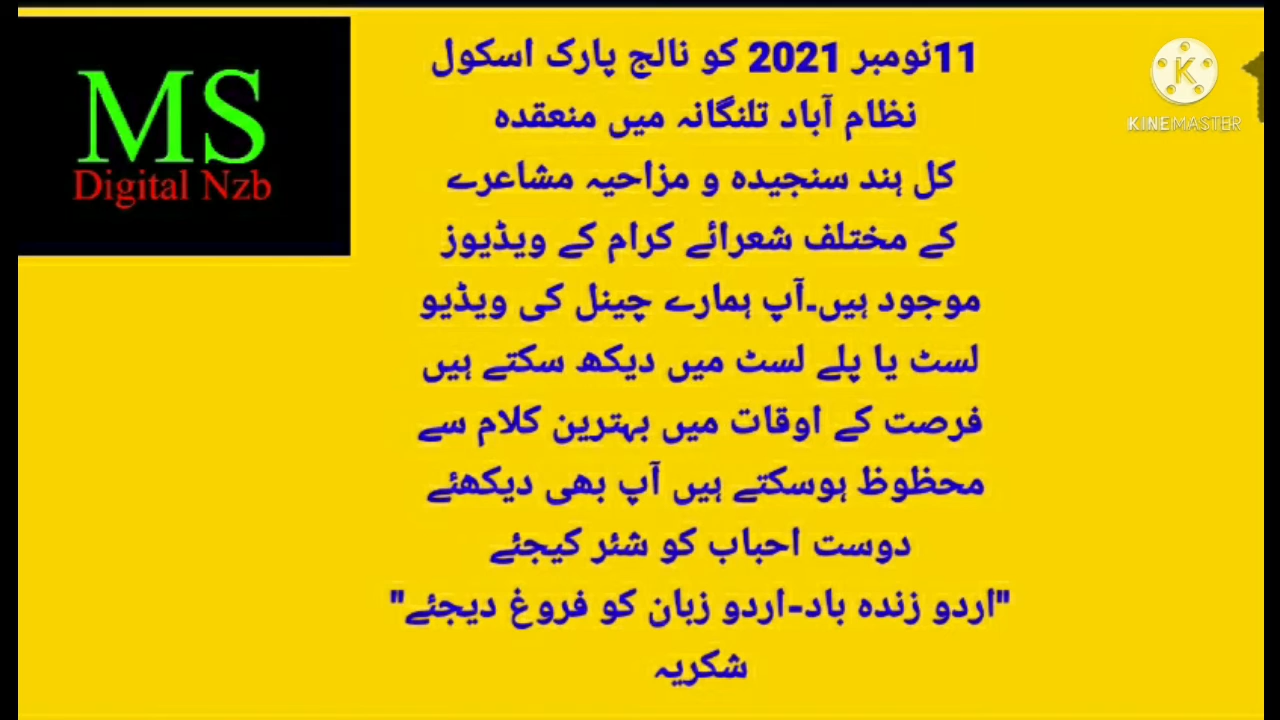 MS
Digital Nzb
K
KINEMASTER
11نومبر 2021 کو نالج پارک اسکول
نظام آباد تلنگانہ میں منعقدہ
کل ہند سنجیدہ و مزاحیہ مشاعرے
کے مختلف شعرائے کرام کے ویڈیوز
موجود ہیں۔آپ ہمارے چینل کی ویڈیو
لسٹ یا پلے لسٹ میں دیکھ سکتے ہیں
فرصت کے اوقات میں بہترین کلام سے
محظوظ ہوسکتے ہیں آپ بھی دیکھئے
دوست احباب کو شئر کیجئے
"اردو زندہ باد-اردو زبان کو فروغ دیجئے"
شکریہ